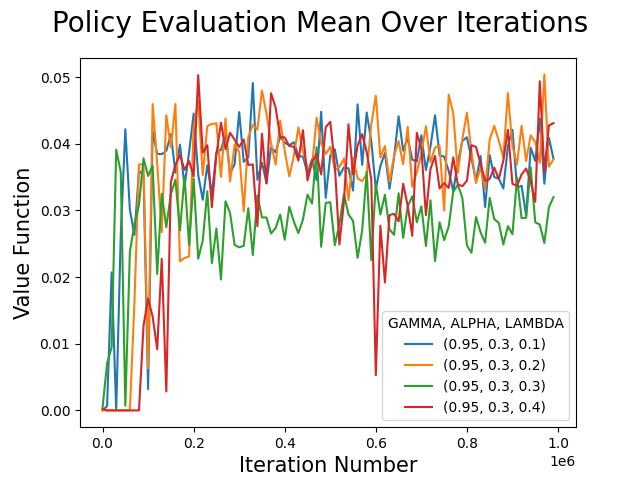 Policy Evaluation Mean Over Iterations
Value Function
0.05
0.04
0.03
0.02
0.01
0.00
GAMMA, ALPHA, LAMBDA
(0.95, 0.3, 0.1)
(0.95, 0.3, 0.2)
(0.95, 0.3, 0.3)
(0.95, 0.3, 0.4)
0.0 0.2 0.4 0.6 0.8 1.0
1e6
Iteration Number